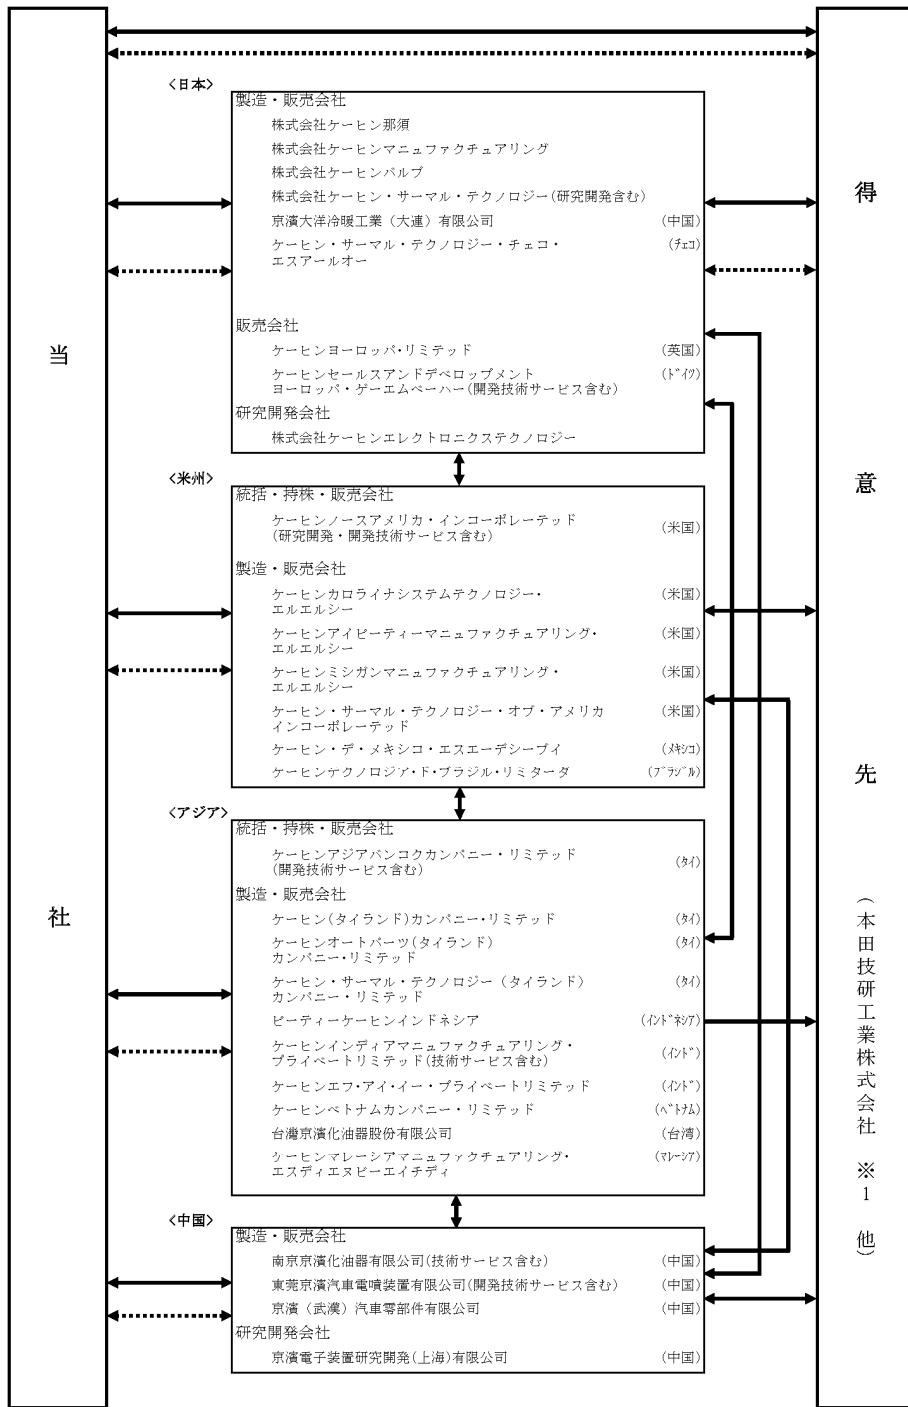 当社
<日本>
製造・販売会社
株式会社ケーヒン那須
株式会社ケーヒンマニュファクチュアリング
株式会社ケーヒンバルブ
株式会社ケーヒン・サーマル・テクノロジー(研究開発含む)
京濱大洋冷暖工業（大連）有限公司 (中国)
ケーヒン・サーマル・テクノロジー・チェコ・ (チェコ)
エスアールオー
販売会社
ケーヒンヨーロッパ・リミテッド (英国)
ケーヒンセールスアンドデベロップメント (ドイツ)
ヨーロッパ・ゲーエムベーハー(開発技術サービス含む)
研究開発会社
株式会社ケーヒンエレクトロニクステクノロジー
<米州>
統括・持株・販売会社
ケーヒンノースアメリカ・インコーポレーテッド (米国)
(研究開発・開発技術サービス含む)
製造・販売会社
ケーヒンカロライナシステムテクノロジー・ (米国)
エルエルシー
ケーヒンアイピーティーマニュファクチュアリング・ (米国)
エルエルシー
ケーヒンミシガンマニュファクチュアリング・ (米国)
エルエルシー
ケーヒン・サーマル・テクノロジー・オブ・アメリカ (米国)
インコーポレーテッド
ケーヒン・デ・メキシコ・エスエーデシーブイ (メキシコ)
ケーヒンテクノロジア・ド・ブラジル・リミターダ (ブラジル)
<アジア>
統括・持株・販売会社
ケーヒンアジアバンコクカンパニー・リミテッド (タイ)
(開発技術サービス含む)
製造・販売会社
ケーヒン(タイランド)カンパニー・リミテッド (タイ)
ケーヒンオートパーツ(タイランド) (タイ)
カンパニー・リミテッド
ケーヒン・サーマル・テクノロジー（タイランド） (タイ)
カンパニー・リミテッド
ピーティーケーヒンインドネシア (インドネシア)
ケーヒンインディアマニュファクチュアリング・ (インド)
プライベートリミテッド(技術サービス含む)
ケーヒンエフ・アイ・イー・プライベートリミテッド (インド)
ケーヒンベトナムカンパニー・リミテッド (ベトナム)
台灣京濱化油器股份有限公司 (台湾)
ケーヒンマレーシアマニュファクチュアリング・ (マレーシア)
エスディエヌビーエイチディ
<中国>
製造・販売会社
南京京濱化油器有限公司(技術サービス含む) (中国)
東莞京濱汽車電噴装置有限公司(開発技術サービス含む) (中国)
京濱（武漢）汽車零部件有限公司 (中国)
研究開発会社
京濱電子装置研究開発(上海)有限公司 (中国)
得意先
（本田技研工業株式会社 ※1 他）